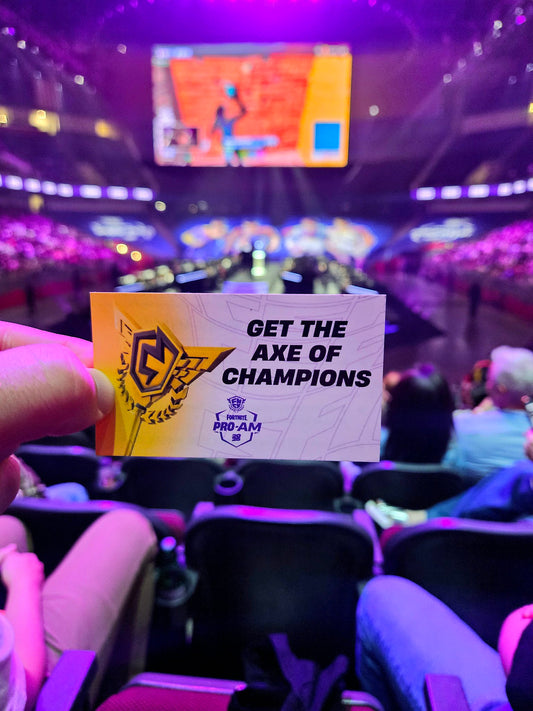 GET THE
AXE OF
CHAMPIONS
FORTNITE
PRO-AM